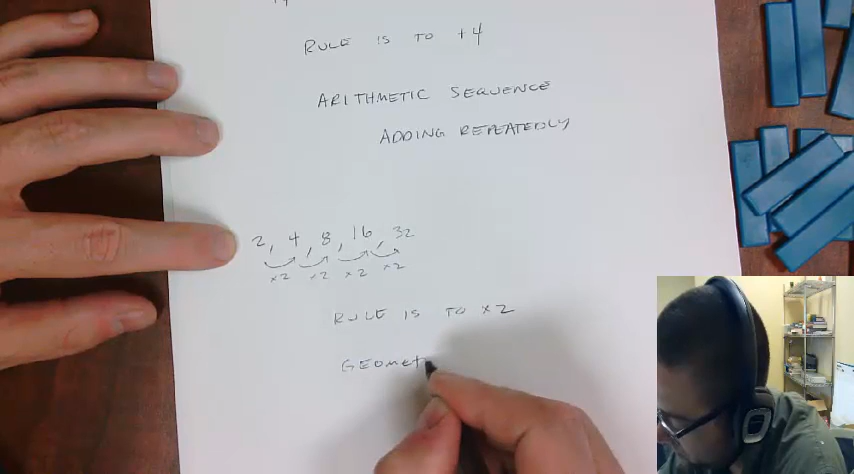 RULE IS TO +4
ARITHMETIC SEQUENCE
ADDING REPEATEDLY
2, 4, 8, 16, 32
×2 ×2 ×2 ×2
RULE IS TO ×2
GEOMET